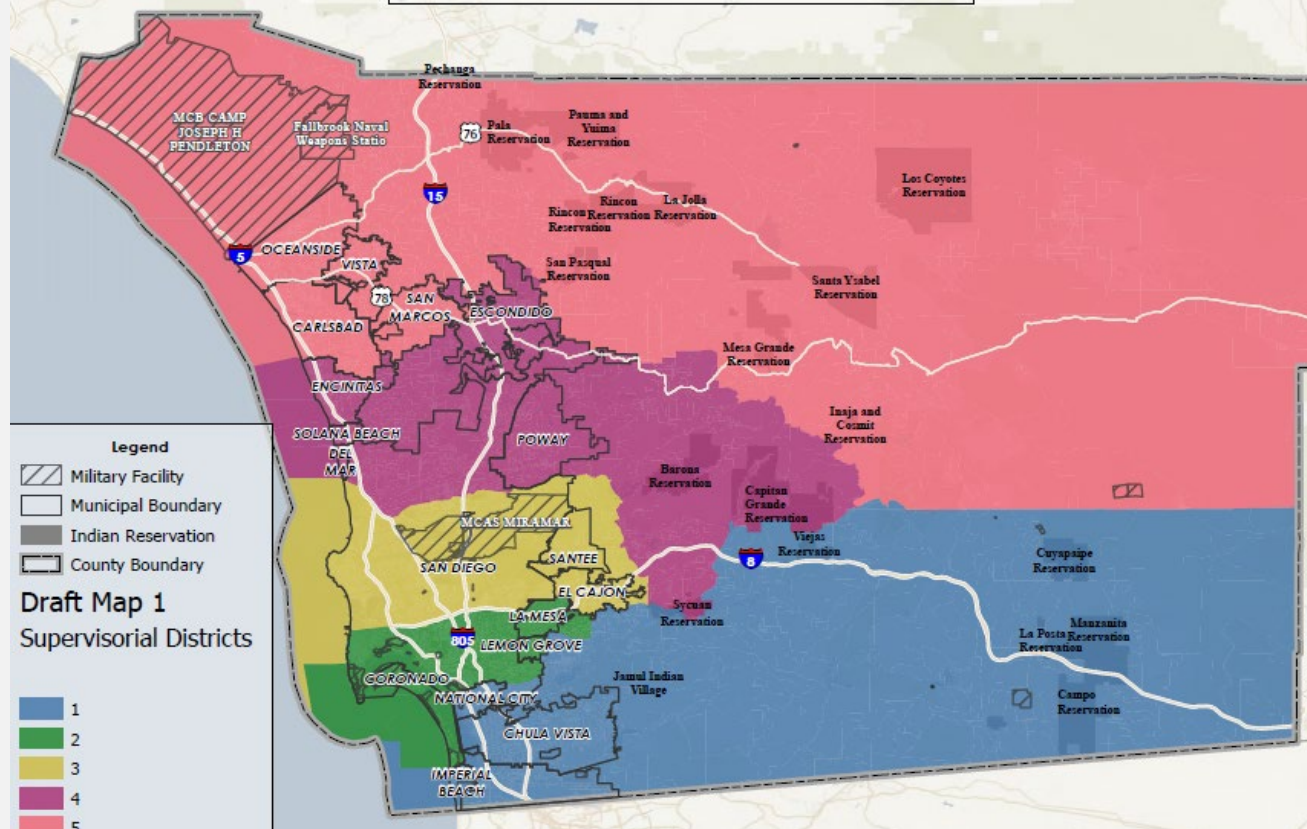 Pechanga
Reservation
MCB CAMP
JOSEPH H
PENDLETON
Fallbrook Naval
Weapons Statio
76
Pala
Reservation
Pauma and
Yuima
Reservation
15
Los Coyotes
Reservation
Rincon
Reservation
Rincon
Reservation
La Jolla
Reservation
5
OCEANSIDE
VISTA
San Pasqual
Reservation
Santa Ysabel
Reservation
78
SAN
MARCOS
ESCONDIDO
CARLSBAD
Mesa Grande
Reservation
ENCINITAS
Inaja and
Cosmit
Reservation
SOLANA BEACH
DEL
MAR
POWAY
Barona
Reservation
Capitan
Grande
Reservation
MCAS MIRAMAR
Viejas
Reservation
SAN DIEGO
SANTEE
8
Cuyapaipe
Reservation
EL CAJON
LA MESA
Sycuan
Reservation
805
LEMON GROVE
La Posta
Reservation
Manzanita
Reservation
CORONADO
NATIONAL CITY
Jamul Indian
Village
Campo
Reservation
CHULA VISTA
IMPERIAL
BEACH
Legend
Military Facility
Municipal Boundary
Indian Reservation
County Boundary
Draft Map 1
Supervisorial Districts
1
2
3
4
5